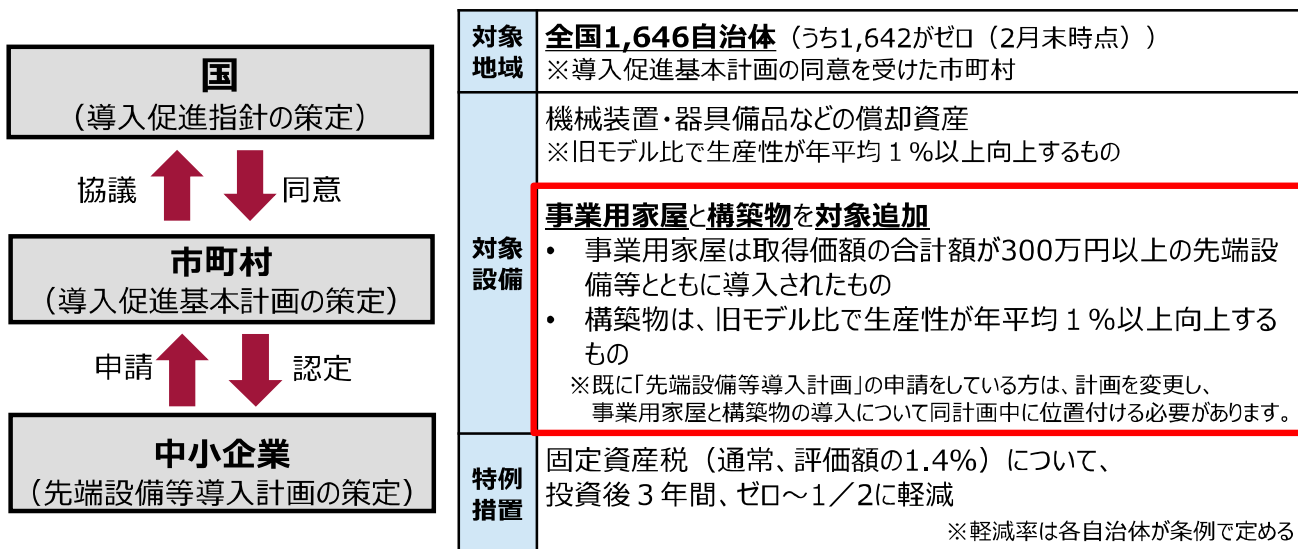 国
（導入促進指針の策定）
協議
同意
市町村
（導入促進基本計画の策定）
申請
認定
中小企業
（先端設備等導入計画の策定）
対象
地域
全国1,646自治体（うち1,642がゼロ（2月末時点））
※導入促進基本計画の同意を受けた市町村
対象
設備
機械装置・器具備品などの償却資産
※旧モデル比で生産性が年平均１％以上向上するもの
事業用家屋と構築物を対象追加
• 事業用家屋は取得価額の合計額が300万円以上の先端設
備等とともに導入されたもの
• 構築物は、旧モデル比で生産性が年平均１％以上向上する
もの
※既に「先端設備等導入計画」の申請をしている方は、計画を変更し、
事業用家屋と構築物の導入について同計画中に位置付ける必要があります。
特例
措置
固定資産税（通常、評価額の1.4％）について、
投資後３年間、ゼロ～1／2に軽減
※軽減率は各自治体が条例で定める